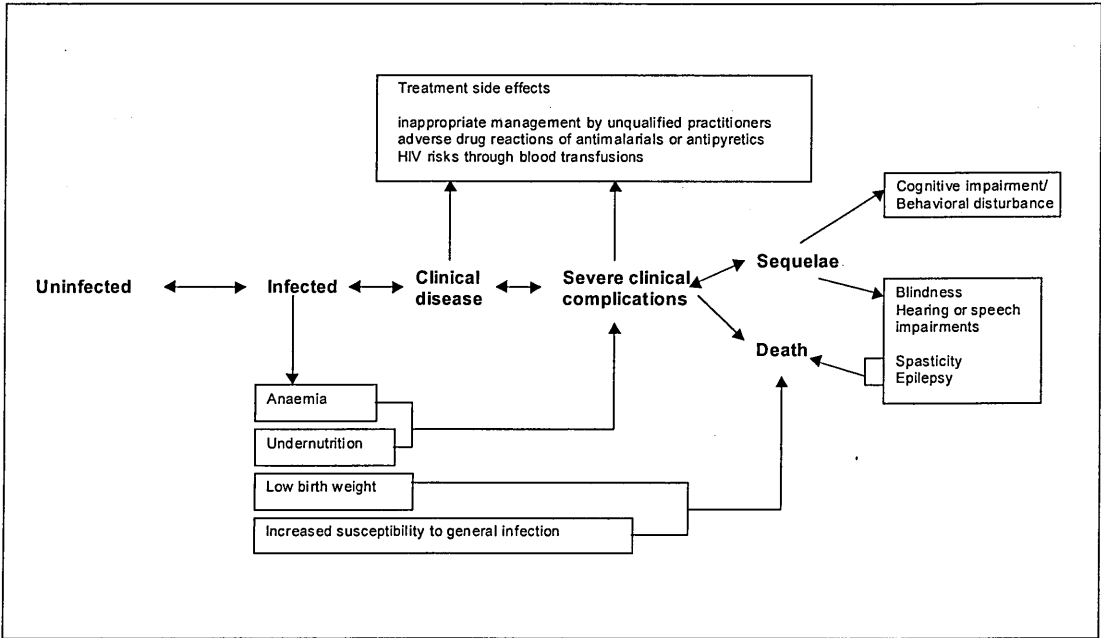 Treatment side effects
inappropriate management by unqualified practitioners
adverse drug reactions of antimalarials or antipyretics
HIV risks through blood transfusions
Cognitive impairment/
Behavioral disturbance
Uninfected
Infected
Clinical
disease
Severe clinical
complications
Sequelae
Death
Blindness
Hearing or speech
impairments
Spasticity
Epilepsy
Anaemia
Undernutrition
Low birth weight
Increased susceptibility to general infection